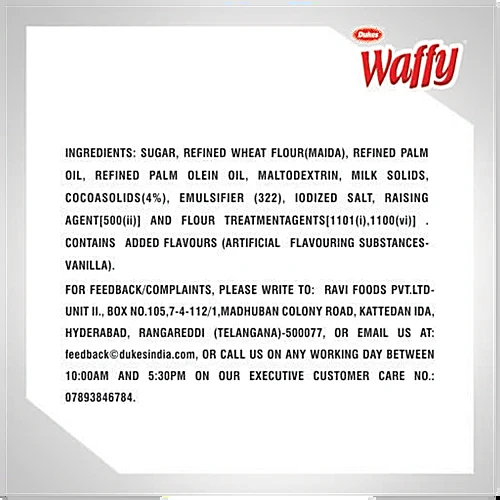 Dukes
Waffy
INGREDIENTS: SUGAR, REFINED WHEAT FLOUR(MAIDA), REFINED PALM
OIL, REFINED PALM OLEIN OIL, MALTODEXTRIN, MILK SOLIDS,
COCOASOLIDS(4%), EMULSIFIER (322), IODIZED SALT, RAISING
AGENT[500(ii)] AND FLOUR TREATMENTAGENTS[1101(i),1100(vi)] .
CONTAINS ADDED FLAVOURS (ARTIFICIAL FLAVOURING SUBSTANCES-
VANILLA).
FOR FEEDBACK/COMPLAINTS, PLEASE WRITE TO: RAVI FOODS PVT.LTD-
UNIT II., BOX NO.105,7-4-112/1,MADHUBAN COLONY ROAD, KATTEDAN IDA,
HYDERABAD, RANGAREDDI (TELANGANA)-500077, OR EMAIL US AT:
feedback©dukesindia.com, OR CALL US ON ANY WORKING DAY BETWEEN
10:00AM AND 5:30PM ON OUR EXECUTIVE CUSTOMER CARE NO.:
07893846784.